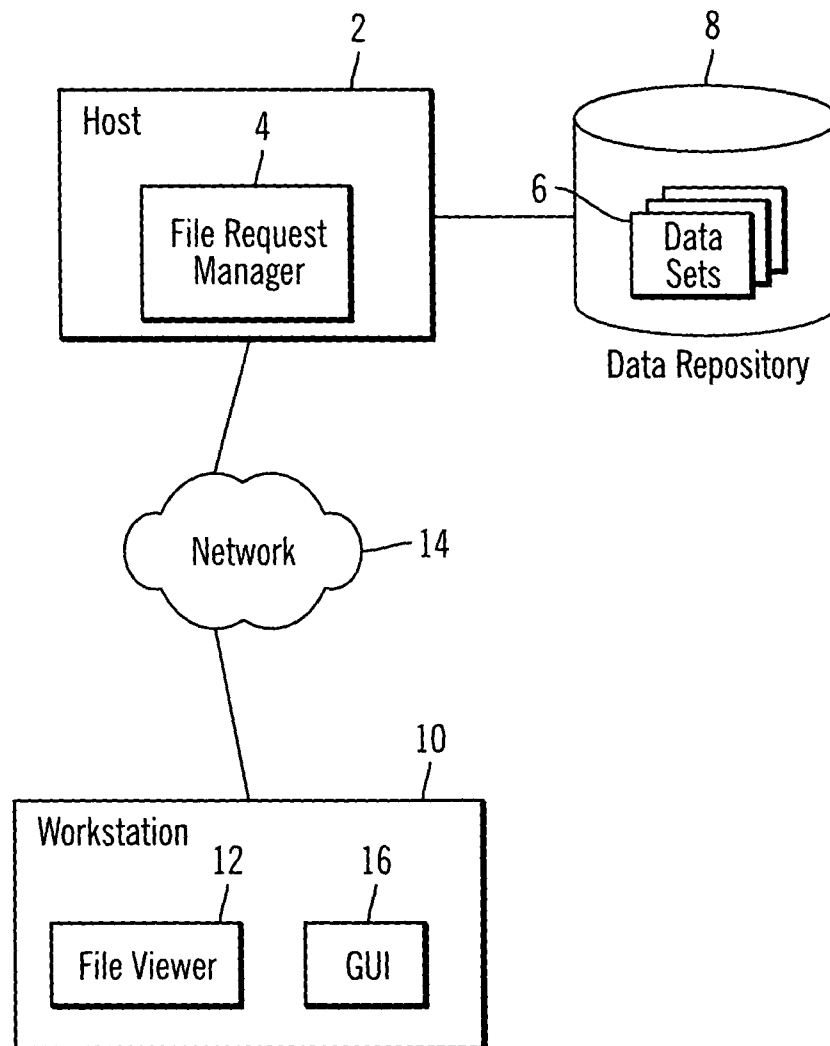 2
8
Host
4
6
File Request
Manager
Data
Sets
Data Repository
Network
14
10
Workstation
12
16
File Viewer
GUI